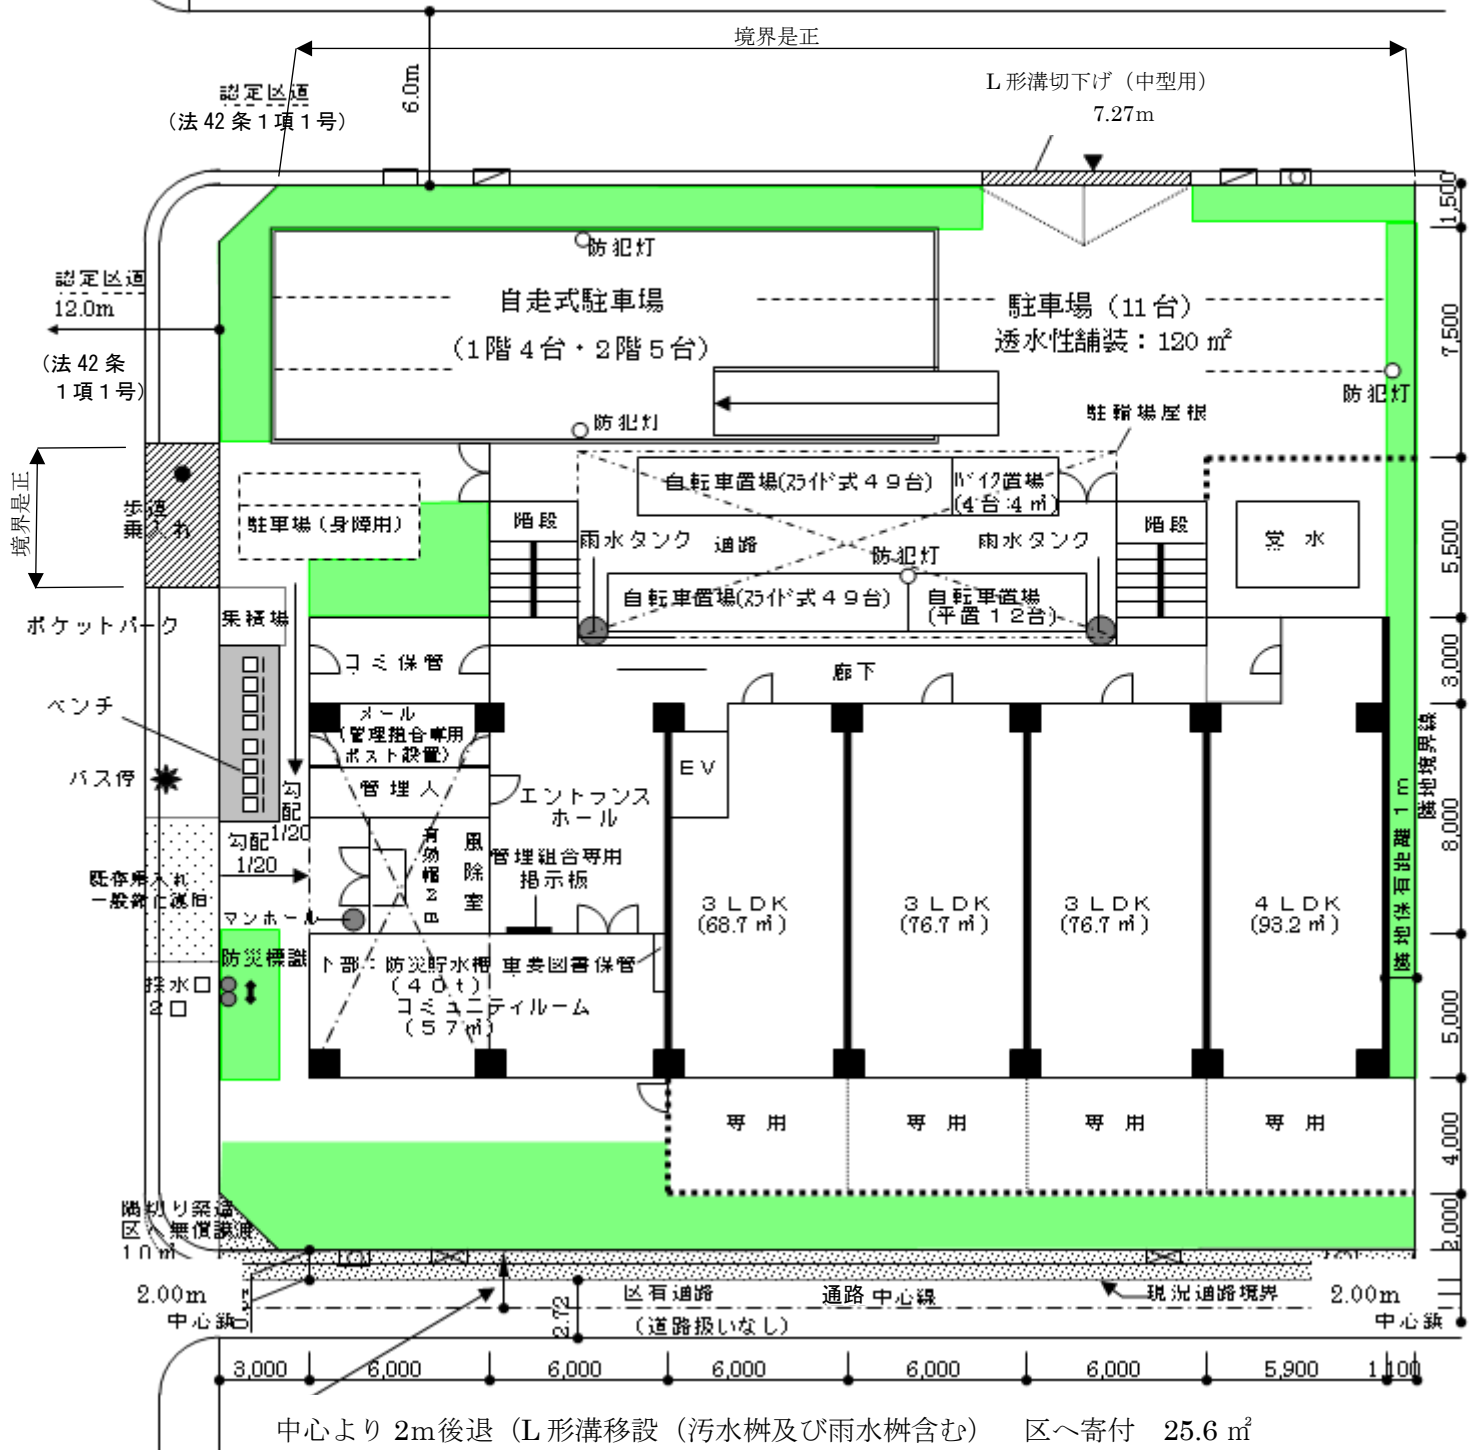 境界是正
認定区道
(法42条1項1号)
6.0m
L形溝切下げ（中型用）
7.27m
1,500
認定区道
12.0m
(法42条
1項1号)
防犯灯
自走式駐車場
(1階4台・2階5台)
駐車場（11台）
透水性舗装：120㎡
7,500
防犯灯
防犯灯
駐輪場屋根
境界是正
歩道
乗入れ
駐車場(身障用)
自転車置場(スライド式49台)
バイク置場
(4台:4㎡)
階段
雨水タンク
通路
防犯灯
雨水タンク
階段
受水
5,500
自転車置場(スライド式49台)
自転車置場
(平置12台)
ポケットパーク
集積場
ゴミ保管
廊下
3,000
ベンチ
メール
(管理組合専用
ポスト設置)
バス停
管理人
エントランス
ホール
EV
隣地境界線
隣地保有距離1m
8,000
勾配
1/20
勾配
1/20
有効幅2m
風除室
管理組合専用
掲示板
既存乗入れ
一般歩に復旧
マンホール
3LDK
(68.7㎡)
3LDK
(76.7㎡)
3LDK
(76.7㎡)
4LDK
(93.2㎡)
防災標識
下部：防災貯水槽
(40t)
重要図書保管
コミュニティルーム
(57㎡)
採水口
2口
5,000
専用
専用
専用
専用
4,000
隅切り築造
区へ無償譲渡
10㎡
2,000
2.00m
中心線
2.72
区有通路
(道路扱いなし)
通路中心線
現況通路境界
2.00m
中心線
3,000
6,000
6,000
6,000
6,000
6,000
5,900
1,100
中心より2m後退（L形溝移設（汚水桝及び雨水桝含む） 区へ寄付 25.6㎡